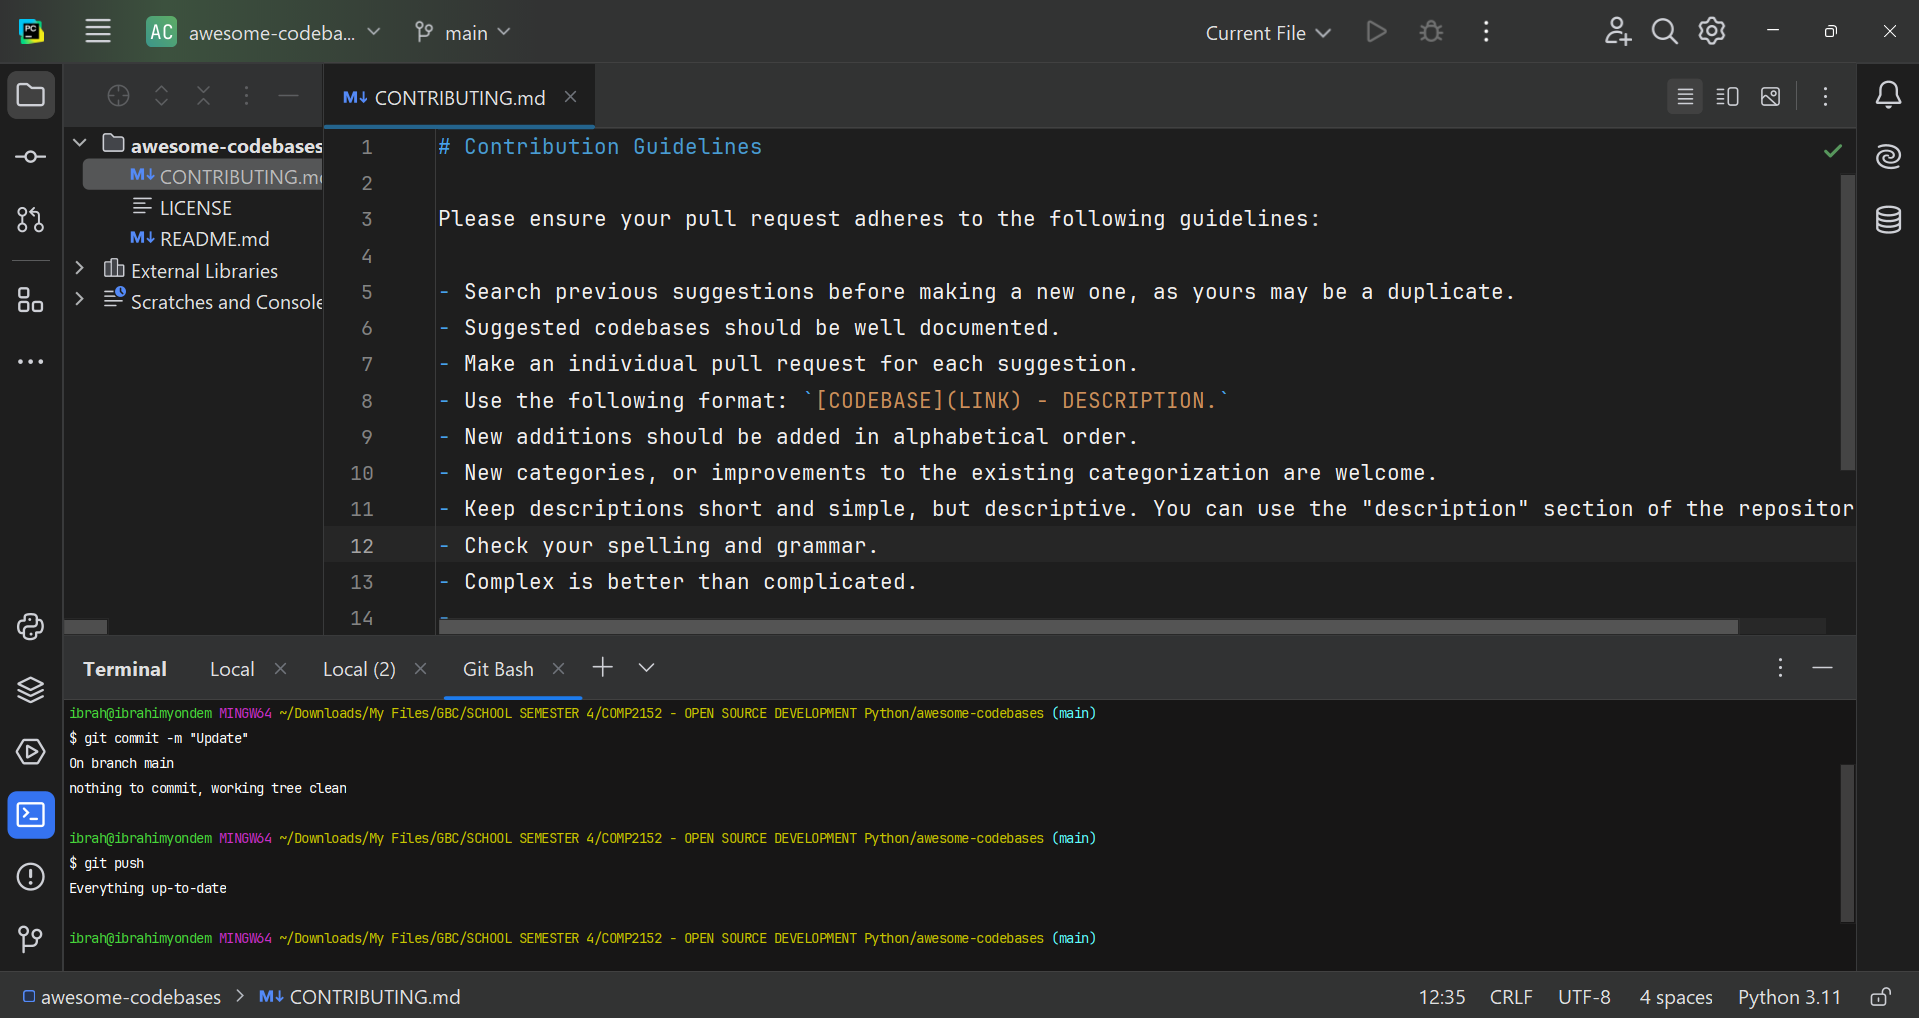 PC
AC awesome-codeba... main Current File
CONTRIBUTING.md
awesome-codebases
CONTRIBUTING.m
LICENSE
README.md
External Libraries
Scratches and Console
1 # Contribution Guidelines
2
3 Please ensure your pull request adheres to the following guidelines:
4
5 - Search previous suggestions before making a new one, as yours may be a duplicate.
6 - Suggested codebases should be well documented.
7 - Make an individual pull request for each suggestion.
8 - Use the following format: `[CODEBASE](LINK) - DESCRIPTION.`
9 - New additions should be added in alphabetical order.
10 - New categories, or improvements to the existing categorization are welcome.
11 - Keep descriptions short and simple, but descriptive. You can use the "description" section of the repositor
12 - Check your spelling and grammar.
13 - Complex is better than complicated.
14 -
Terminal Local Local (2) Git Bash
ibrah@ibrahimyondem MINGW64 ~/Downloads/My Files/GBC/SCHOOL SEMESTER 4/COMP2152 - OPEN SOURCE DEVELOPMENT Python/awesome-codebases (main)
$ git commit -m "Update"
On branch main
nothing to commit, working tree clean
ibrah@ibrahimyondem MINGW64 ~/Downloads/My Files/GBC/SCHOOL SEMESTER 4/COMP2152 - OPEN SOURCE DEVELOPMENT Python/awesome-codebases (main)
$ git push
Everything up-to-date
ibrah@ibrahimyondem MINGW64 ~/Downloads/My Files/GBC/SCHOOL SEMESTER 4/COMP2152 - OPEN SOURCE DEVELOPMENT Python/awesome-codebases (main)
awesome-codebases > M↓ CONTRIBUTING.md 12:35 CRLF UTF-8 4 spaces Python 3.11